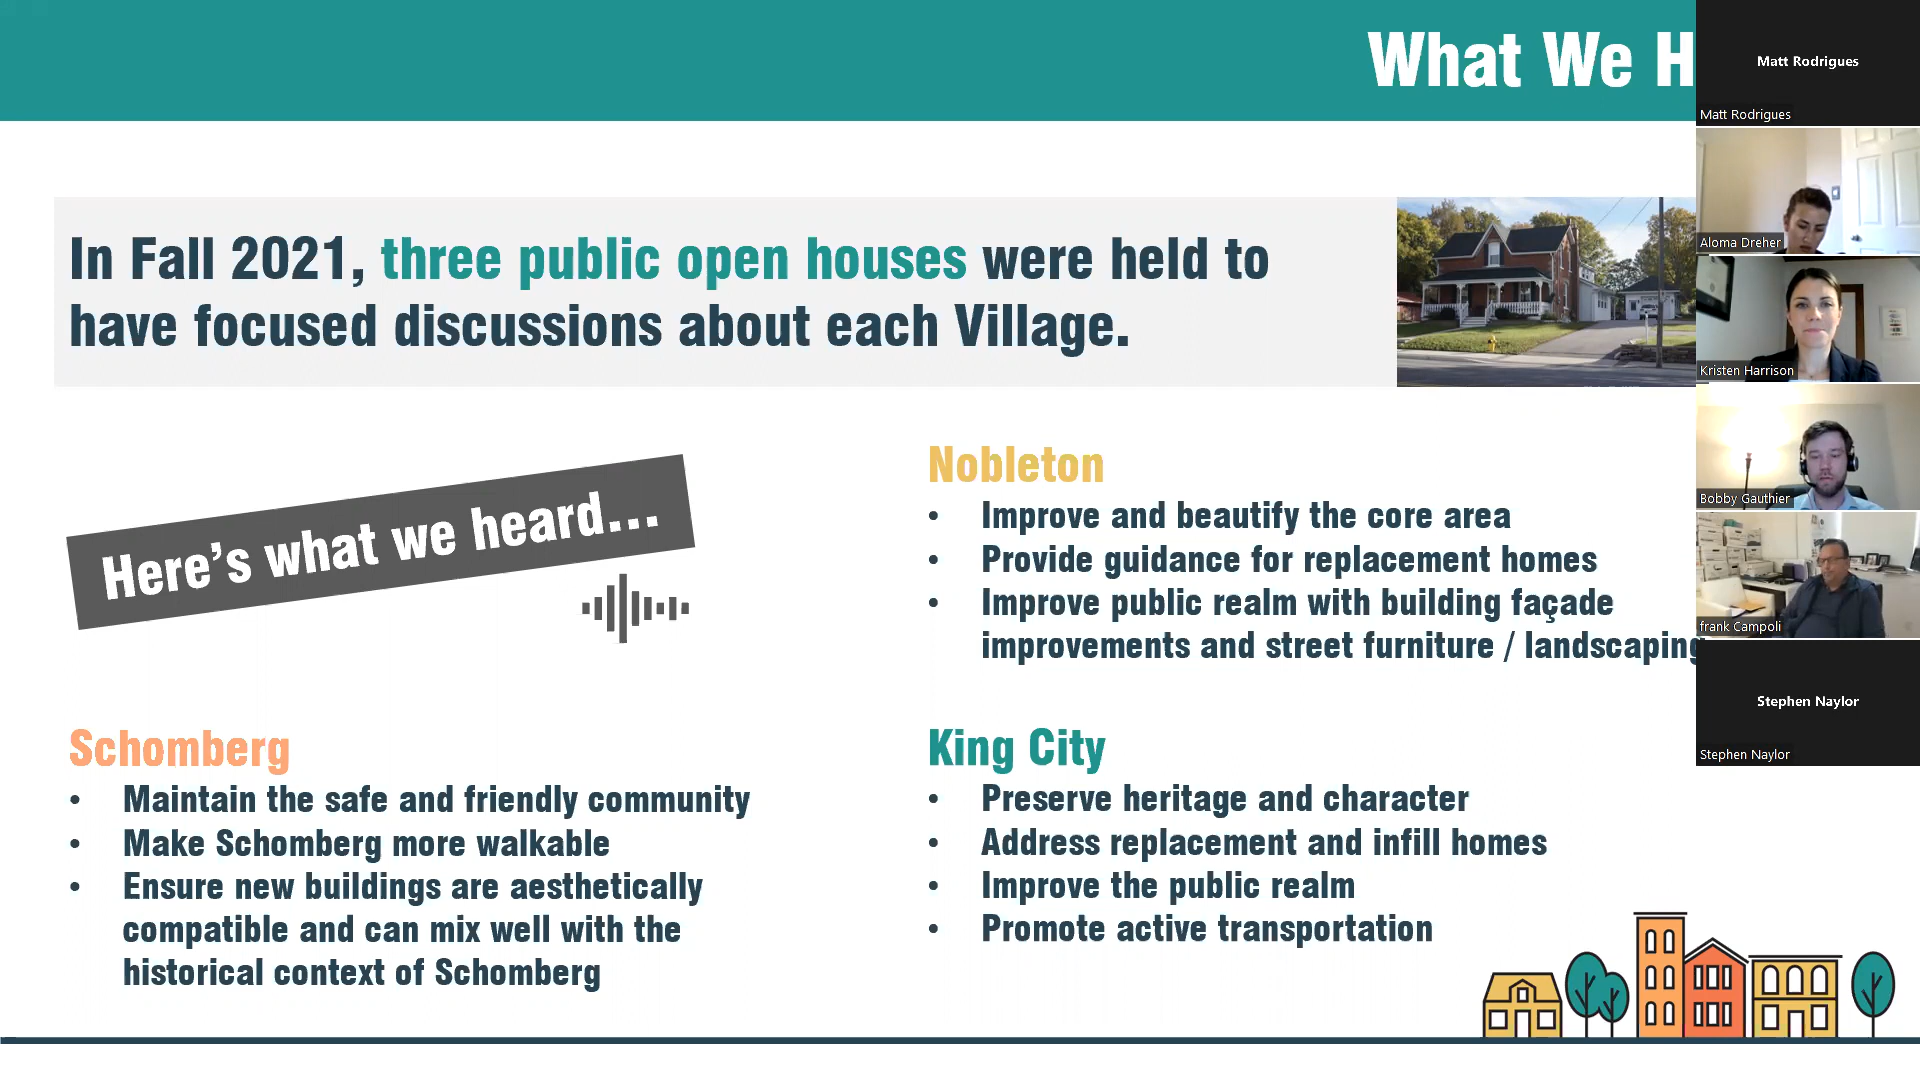 What We H
In Fall 2021, three public open houses were held to
have focused discussions about each Village.
Here's what we heard...
Nobleton
• Improve and beautify the core area
• Provide guidance for replacement homes
• Improve public realm with building façade
improvements and street furniture / landscaping
Schomberg
• Maintain the safe and friendly community
• Make Schomberg more walkable
• Ensure new buildings are aesthetically
compatible and can mix well with the
historical context of Schomberg
King City
• Preserve heritage and character
• Address replacement and infill homes
• Improve the public realm
• Promote active transportation
Matt Rodrigues
Matt Rodrigues
Aloma Dreher
Kristen Harrison
Bobby Gauthier
frank Campoli
Stephen Naylor
Stephen Naylor